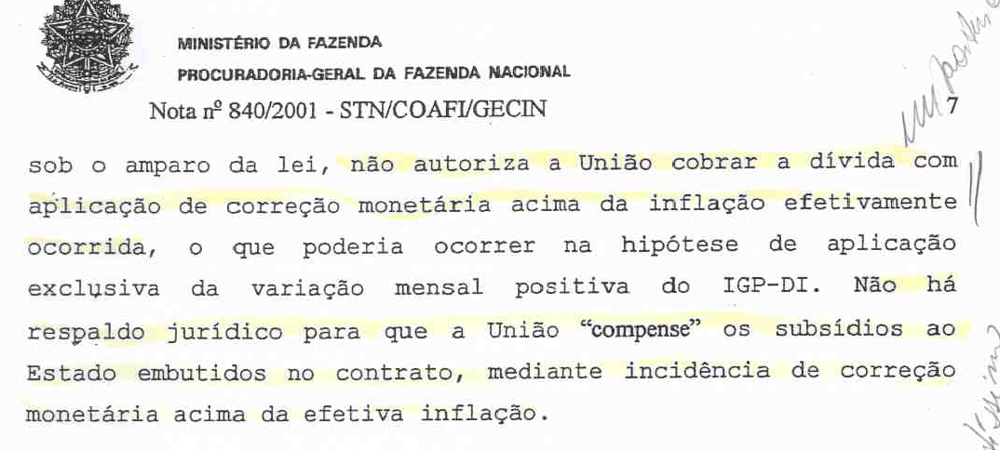 MINISTÉRIO DA FAZENDA
PROCURADORIA-GERAL DA FAZENDA NACIONAL
Nota nº 840/2001 - STN/COAFI/GECIN
7
sob o amparo da lei, não autoriza a União cobrar a dívida com
aplicação de correção monetária acima da inflação efetivamente
ocorrida, o que poderia ocorrer na hipótese de aplicação
exclusiva da variação mensal positiva do IGP-DI. Não há
respaldo jurídico para que a União “compense” os subsídios ao
Estado embutidos no contrato, mediante incidência de correção
monetária acima da efetiva inflação.